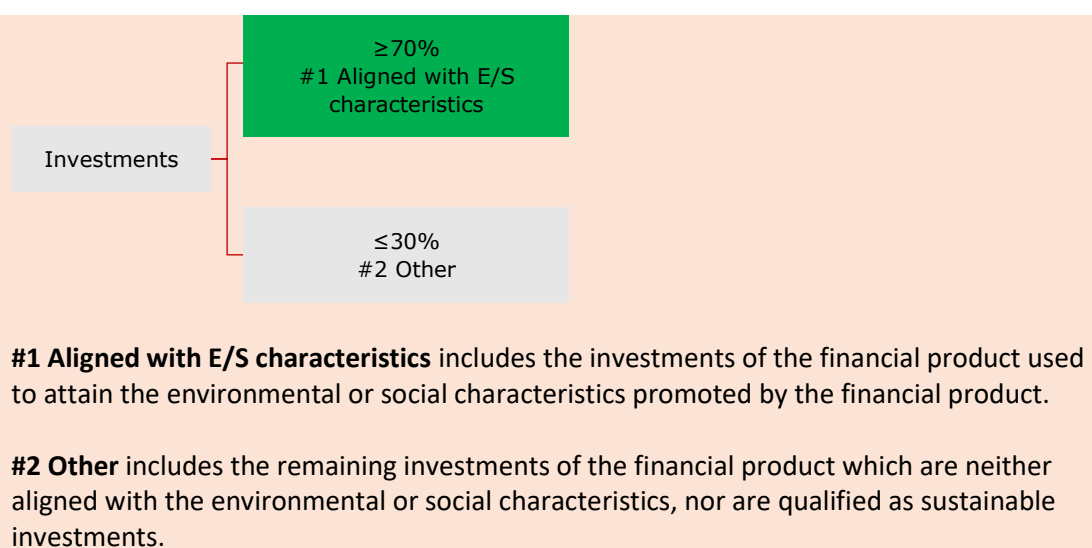 ≥70%
#1 Aligned with E/S
characteristics
Investments
≤30%
#2 Other
#1 Aligned with E/S characteristics includes the investments of the financial product used
to attain the environmental or social characteristics promoted by the financial product.
#2 Other includes the remaining investments of the financial product which are neither
aligned with the environmental or social characteristics, nor are qualified as sustainable
investments.